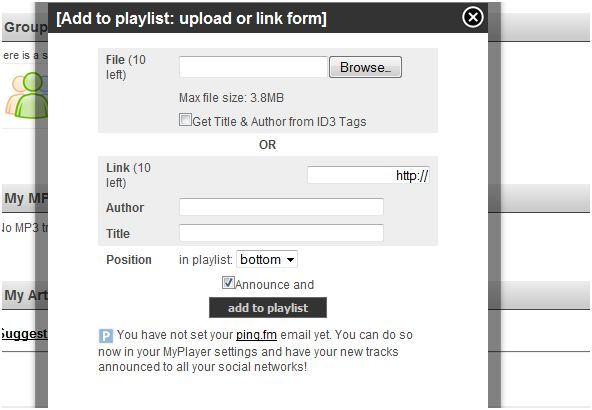 [Add to playlist: upload or link form]
Group
ere is a s
File (10
left)
Browse...
Max file size: 3.8MB
Get Title & Author from ID3 Tags
OR
Link (10
left)
http://
My MP
No MP3 tr
Author
Title
Position in playlist: bottom
Announce and
My Art
add to playlist
Suggest
P You have not set your ping.fm email yet. You can do so
now in your MyPlayer settings and have your new tracks
announced to all your social networks!